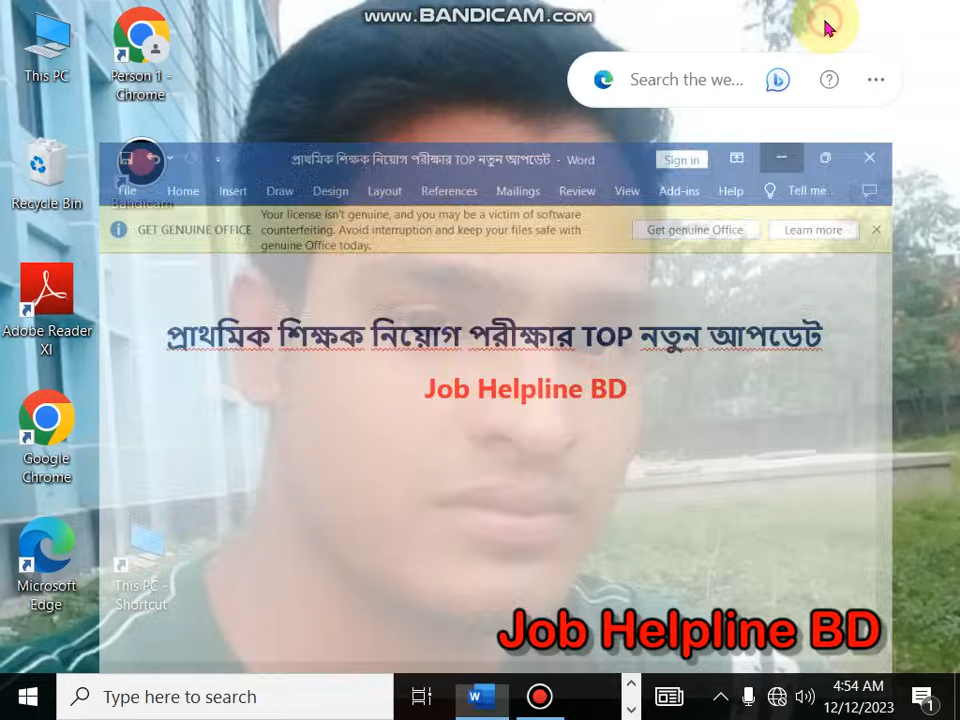 www.BANDICAM.com
This PC
Person 1 -
Chrome
Search the we...
Recycle Bin
Bandicam
প্রাথমিক শিক্ষক নিয়োগ পরীক্ষার TOP নতুন আপডেট - Word
Sign in
File Home Insert Draw Design Layout References Mailings Review View Add-ins Help Tell me
GET GENUINE OFFICE
Your license isn't genuine, and you may be a victim of software
counterfeiting. Avoid interruption and keep your files safe with
genuine Office today.
Get genuine Office
Learn more
Adobe Reader
XI
প্রাথমিক শিক্ষক নিয়োগ পরীক্ষার TOP নতুন আপডেট
Job Helpline BD
Google
Chrome
Microsoft
Edge
This PC -
Shortcut
Job Helpline BD
Type here to search
4:54 AM
12/12/2023
1